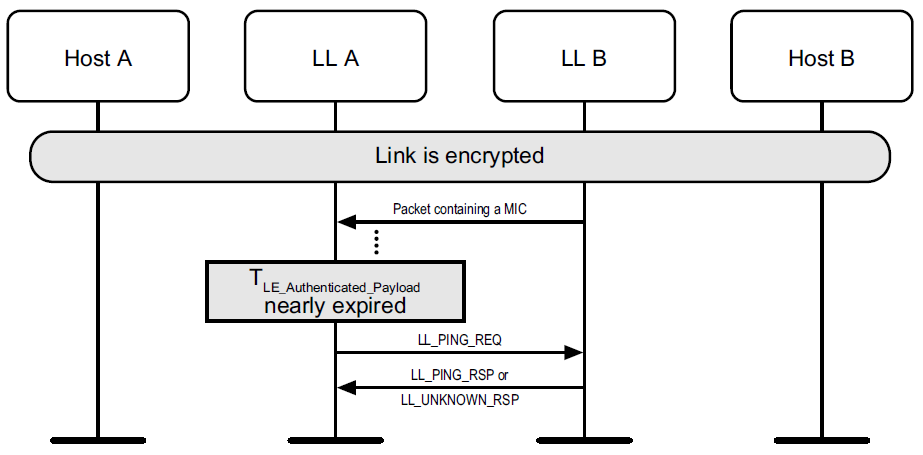 Host A
LL A
LL B
Host B
Link is encrypted
Packet containing a MIC
TLE_Authenticated_Payload
nearly expired
LL_PING_REQ
LL_PING_RSP or
LL_UNKNOWN_RSP